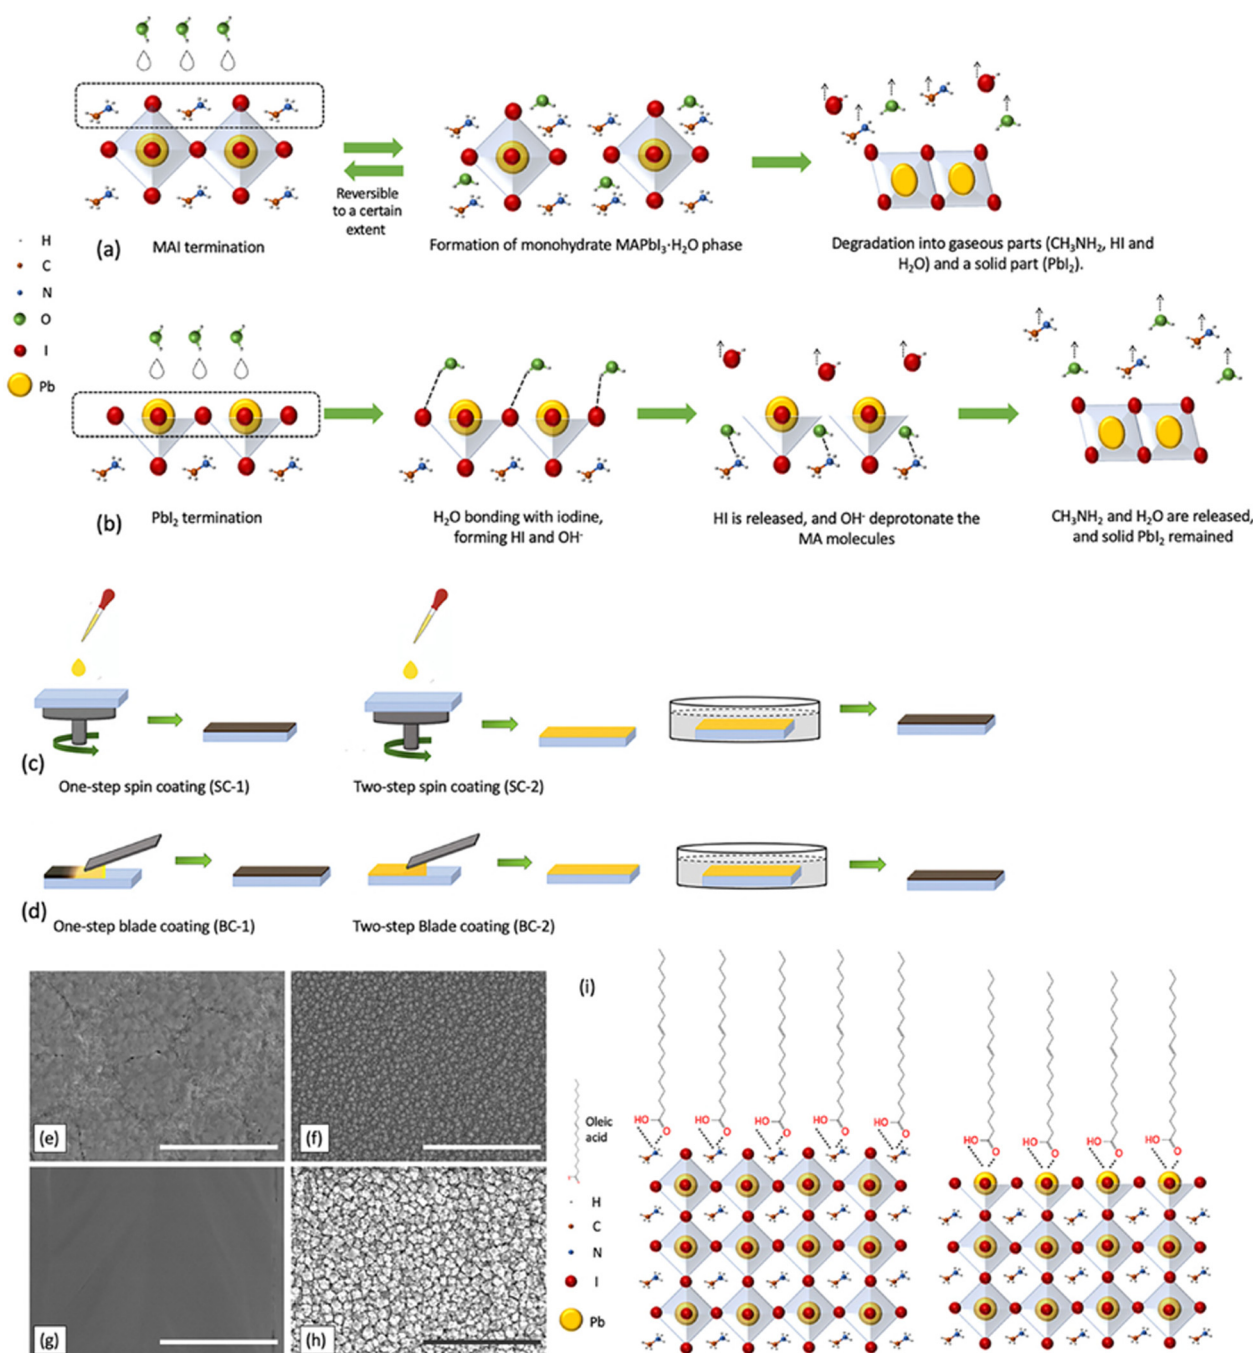 Reversible
to a certain
extent
(a)
MAI termination
Formation of monohydrate MAPbI₃·H₂O phase
Degradation into gaseous parts (CH₃NH₂, HI and
H₂O) and a solid part (PbI₂).
H
C
N
O
I
Pb
(b)
PbI₂ termination
H₂O bonding with iodine,
forming HI and OH⁻
HI is released, and OH⁻ deprotonate the
MA molecules
CH₃NH₂ and H₂O are released,
and solid PbI₂ remained
(c)
One-step spin coating (SC-1)
Two-step spin coating (SC-2)
(d)
One-step blade coating (BC-1)
Two-step Blade coating (BC-2)
(e)
(f)
(g)
(h)
(i)
Oleic
acid
H
C
N
I
Pb
HO
O
HO
O
HO
O
HO
O
HO
O
HO
O
HO
O
HO
O
HO
O